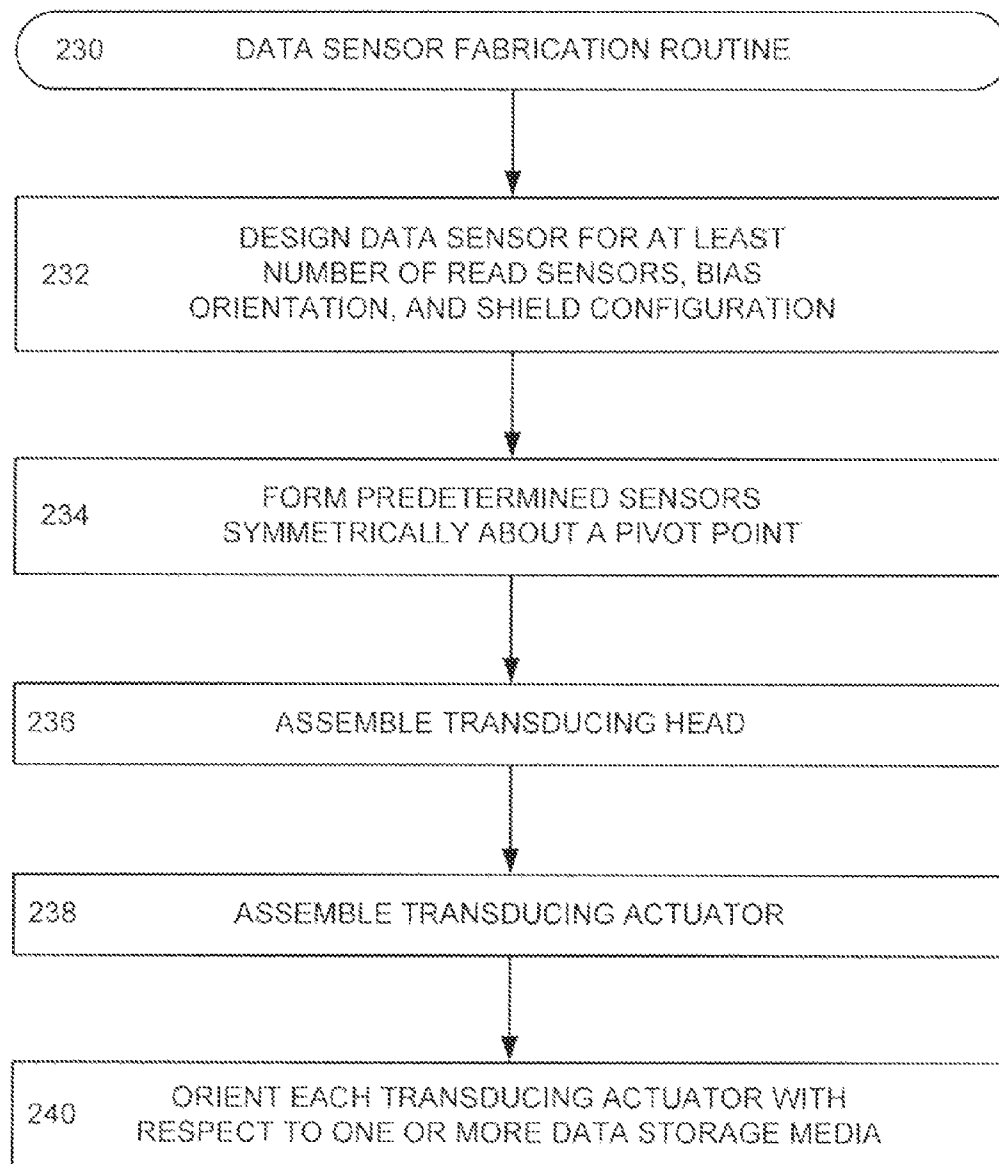 230 DATA SENSOR FABRICATION ROUTINE
232
DESIGN DATA SENSOR FOR AT LEAST
NUMBER OF READ SENSORS, BIAS
ORIENTATION, AND SHIELD CONFIGURATION
234
FORM PREDETERMINED SENSORS
SYMMETRICALLY ABOUT A PIVOT POINT
236 ASSEMBLE TRANSDUCING HEAD
238 ASSEMBLE TRANSDUCING ACTUATOR
240
ORIENT EACH TRANSDUCING ACTUATOR WITH
RESPECT TO ONE OR MORE DATA STORAGE MEDIA